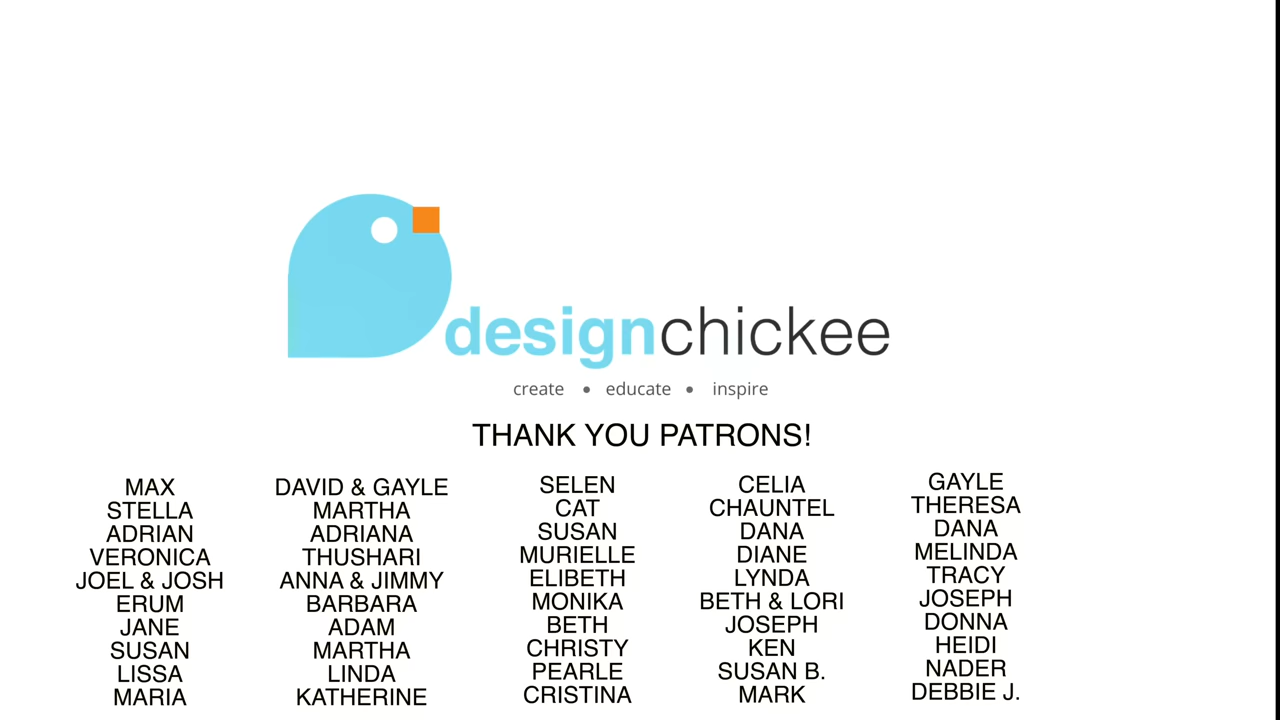 designchickee
create • educate • inspire
THANK YOU PATRONS!
MAX
STELLA
ADRIAN
VERONICA
JOEL & JOSH
ERUM
JANE
SUSAN
LISSA
MARIA
DAVID & GAYLE
MARTHA
ADRIANA
THUSHARI
ANNA & JIMMY
BARBARA
ADAM
MARTHA
LINDA
KATHERINE
SELEN
CAT
SUSAN
MURIELLE
ELIBETH
MONIKA
BETH
CHRISTY
PEARLE
CRISTINA
CELIA
CHAUNTEL
DANA
DIANE
LYNDA
BETH & LORI
JOSEPH
KEN
SUSAN B.
MARK
GAYLE
THERESA
DANA
MELINDA
TRACY
JOSEPH
DONNA
HEIDI
NADER
DEBBIE J.